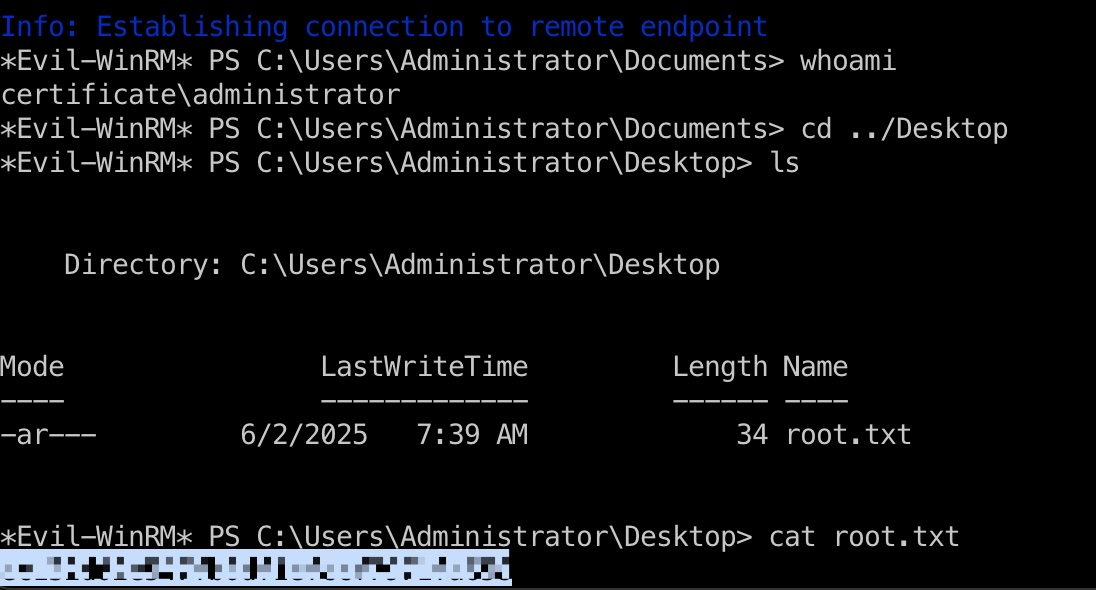 Info: Establishing connection to remote endpoint
*Evil-WinRM* PS C:\Users\Administrator\Documents> whoami
certificate\administrator
*Evil-WinRM* PS C:\Users\Administrator\Documents> cd ../Desktop
*Evil-WinRM* PS C:\Users\Administrator\Desktop> ls
Directory: C:\Users\Administrator\Desktop
Mode LastWriteTime Length Name
---- ------------- ------ ----
-ar--- 6/2/2025 7:39 AM 34 root.txt
*Evil-WinRM* PS C:\Users\Administrator\Desktop> cat root.txt